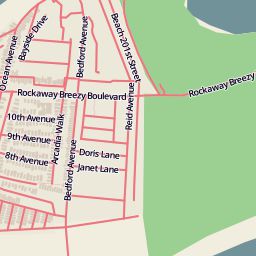 Ocean Avenue
Bayside Drive
Bedford Avenue
Beach 201st Street
Rockaway Breezy Boulevard
Rockaway Breezy
Reid Avenue
10th Avenue
9th Avenue
8th Avenue
Arcadia Walk
Bedford Avenue
Doris Lane
Janet Lane